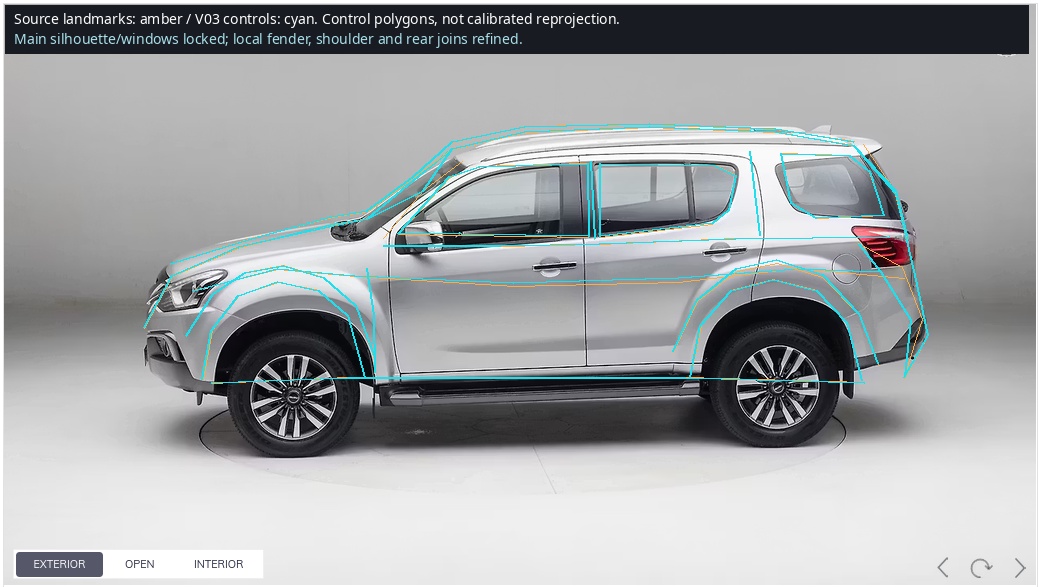 Source landmarks: amber / V03 controls: cyan. Control polygons, not calibrated reprojection.
Main silhouette/windows locked; local fender, shoulder and rear joins refined.
EXTERIOR OPEN INTERIOR